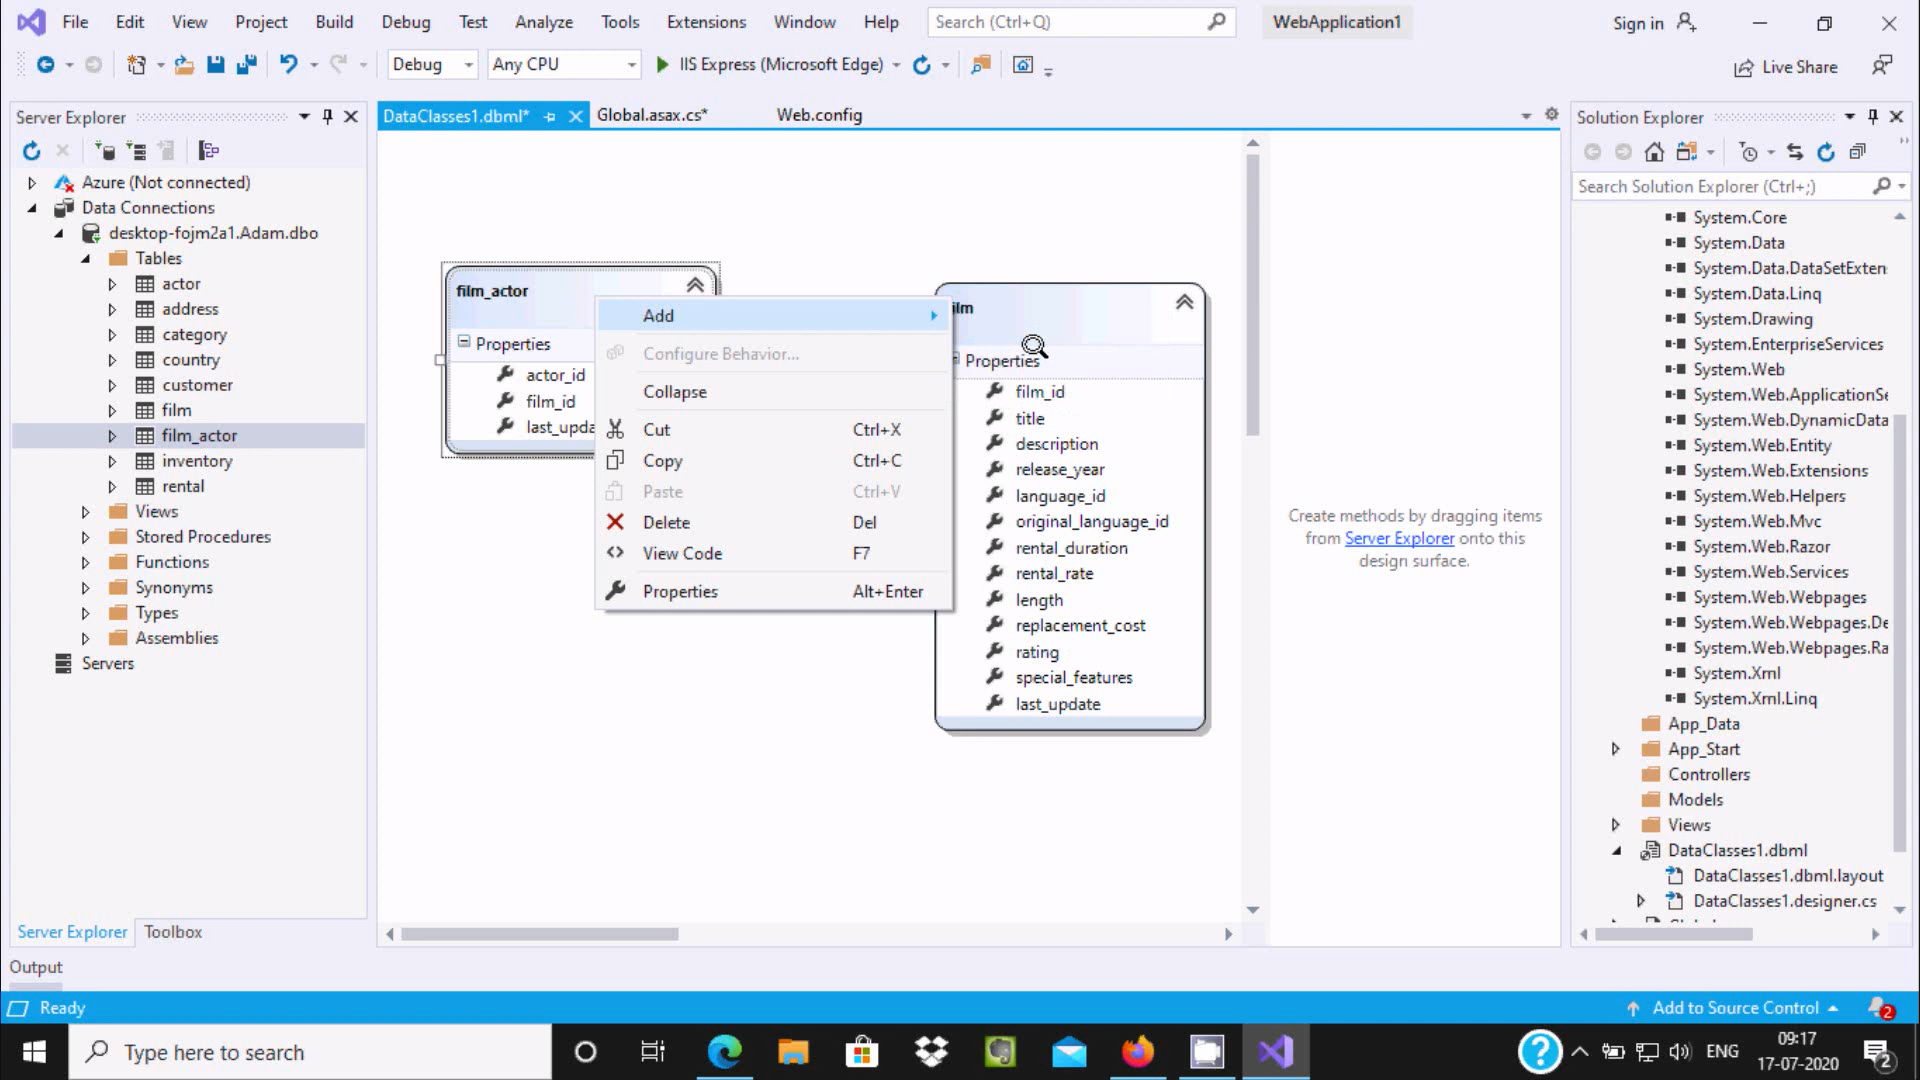 File Edit View Project Build Debug Test Analyze Tools Extensions Window Help Search (Ctrl+Q) WebApplication1 Sign in
Debug Any CPU IIS Express (Microsoft Edge) Live Share
Server Explorer
Azure (Not connected)
Data Connections
desktop-fojm2a1.Adam.dbo
Tables
actor
address
category
country
customer
film
film_actor
inventory
rental
Views
Stored Procedures
Functions
Synonyms
Types
Assemblies
Servers
Server Explorer Toolbox
DataClasses1.dbml* Global.asax.cs* Web.config
film_actor
Properties
actor_id
film_id
last_upda
Add
Configure Behavior...
Collapse
Cut Ctrl+X
Copy Ctrl+C
Paste Ctrl+V
Delete Del
View Code F7
Properties Alt+Enter
ilm
Properties
film_id
title
description
release_year
language_id
original_language_id
rental_duration
rental_rate
length
replacement_cost
rating
special_features
last_update
Create methods by dragging items
from Server Explorer onto this
design surface.
Solution Explorer
Search Solution Explorer (Ctrl+;)
System.Core
System.Data
System.Data.DataSetExten
System.Data.Linq
System.Drawing
System.EnterpriseServices
System.Web
System.Web.ApplicationSe
System.Web.DynamicData
System.Web.Entity
System.Web.Extensions
System.Web.Helpers
System.Web.Mvc
System.Web.Razor
System.Web.Services
System.Web.Webpages
System.Web.Webpages.De
System.Web.Webpages.Ra
System.Xml
System.Xml.Linq
App_Data
App_Start
Controllers
Models
Views
DataClasses1.dbml
DataClasses1.dbml.layout
DataClasses1.designer.cs
Output
Ready Add to Source Control 2
Type here to search ENG 09:17
17-07-2020 2